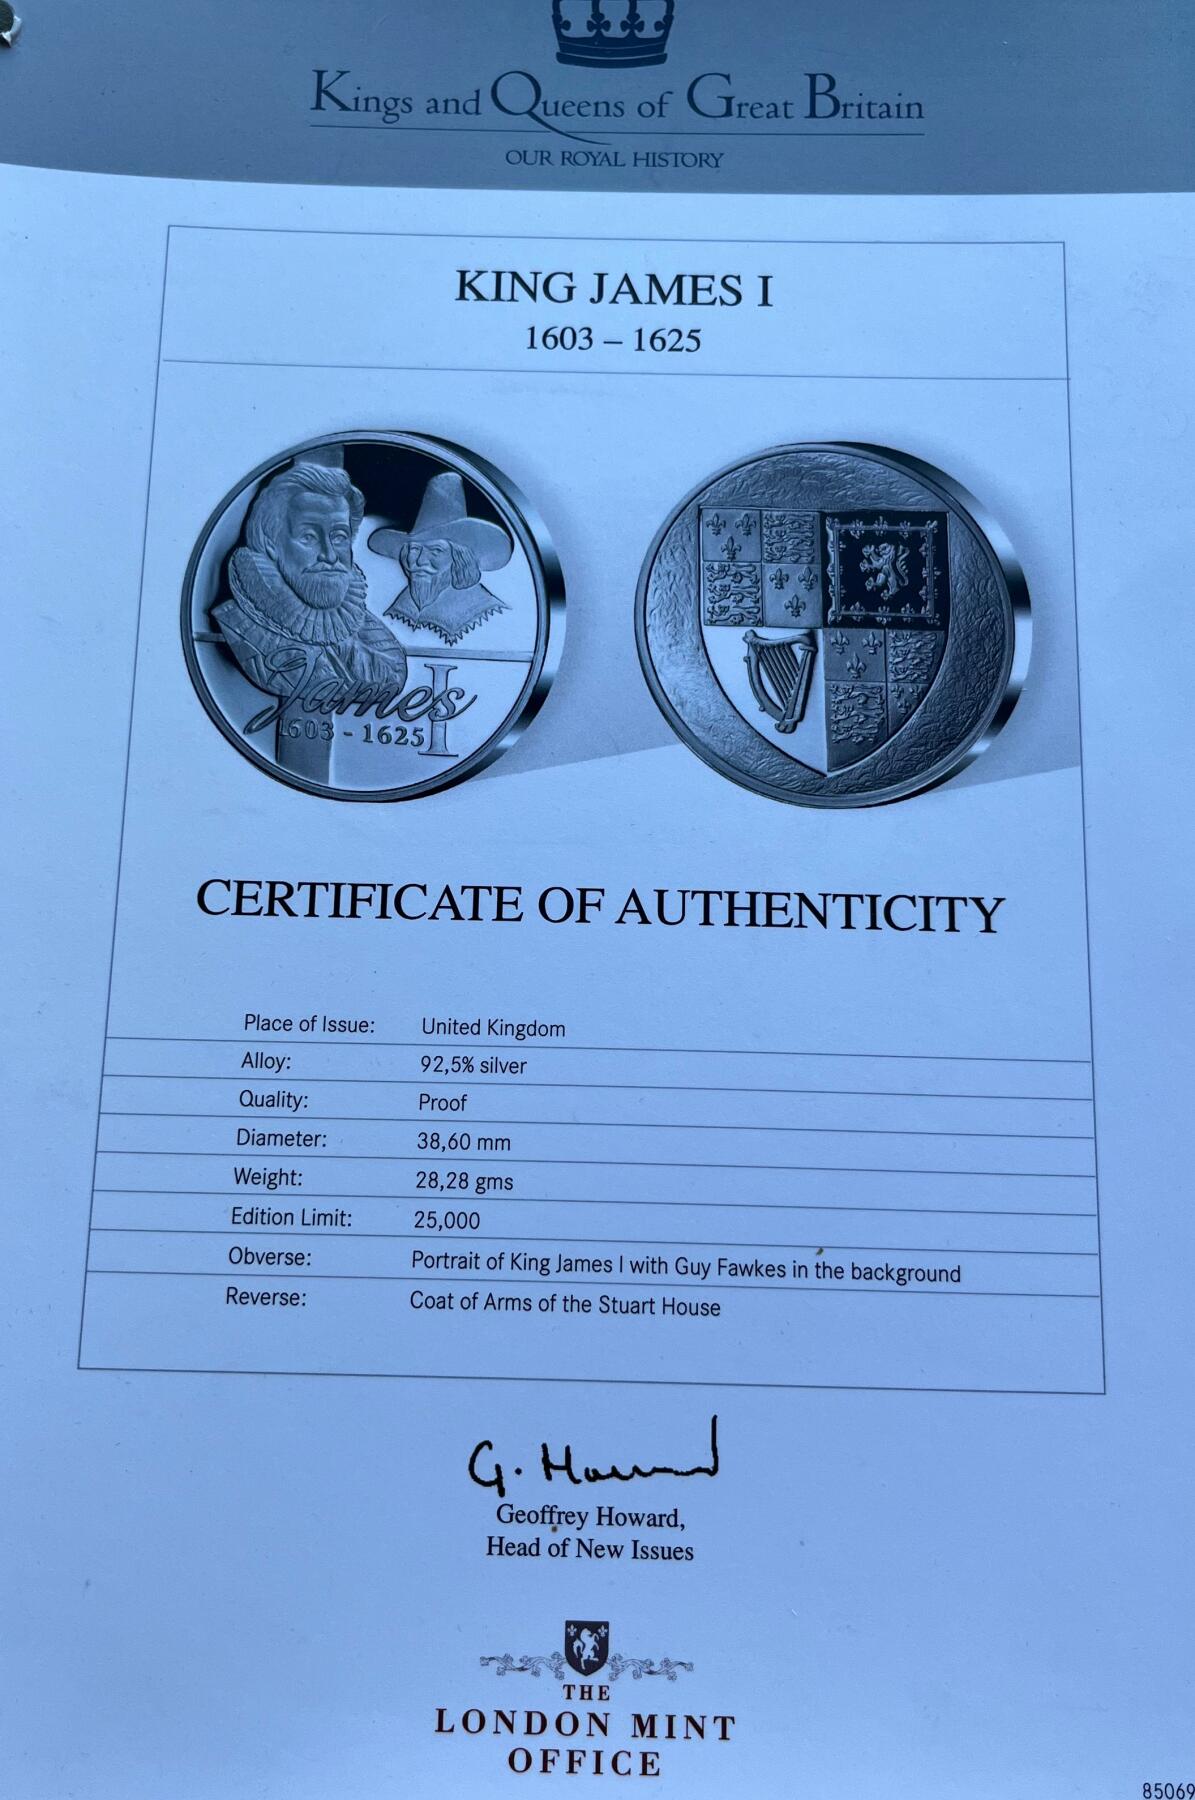 Kings and Queens of Great Britain
OUR ROYAL HISTORY
KING JAMES I
1603 – 1625
James I
1603 - 1625
CERTIFICATE OF AUTHENTICITY
Place of Issue: United Kingdom
Alloy: 92,5% silver
Quality: Proof
Diameter: 38,60 mm
Weight: 28,28 gms
Edition Limit: 25,000
Obverse: Portrait of King James I with Guy Fawkes in the background
Reverse: Coat of Arms of the Stuart House
G. Howard
Geoffrey Howard,
Head of New Issues
THE
LONDON MINT
OFFICE
85069